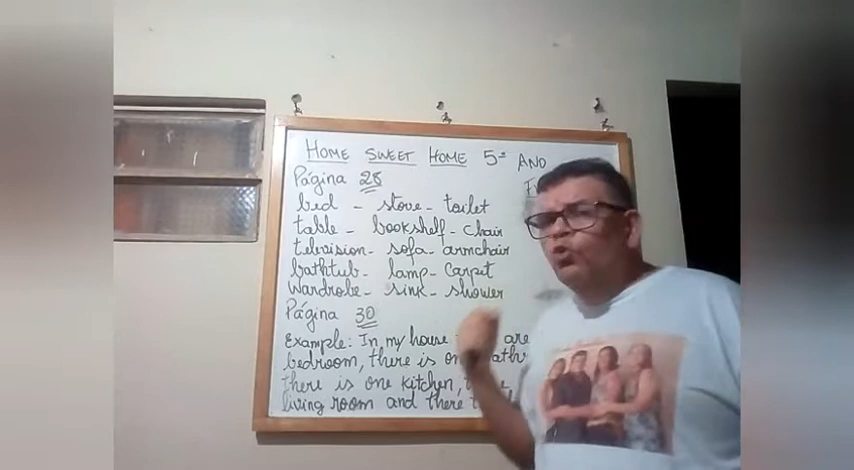 HOME SWEET HOME 5º AND
Página 28
bed - stove - toilet
table - bookshelf - chair
television - sofa - armchair
bathtub - lamp - carpet
wardrobe - sink - shower
Página 30
Example: In my house are
bedroom, there is one
there is one kitchen,
living room and there